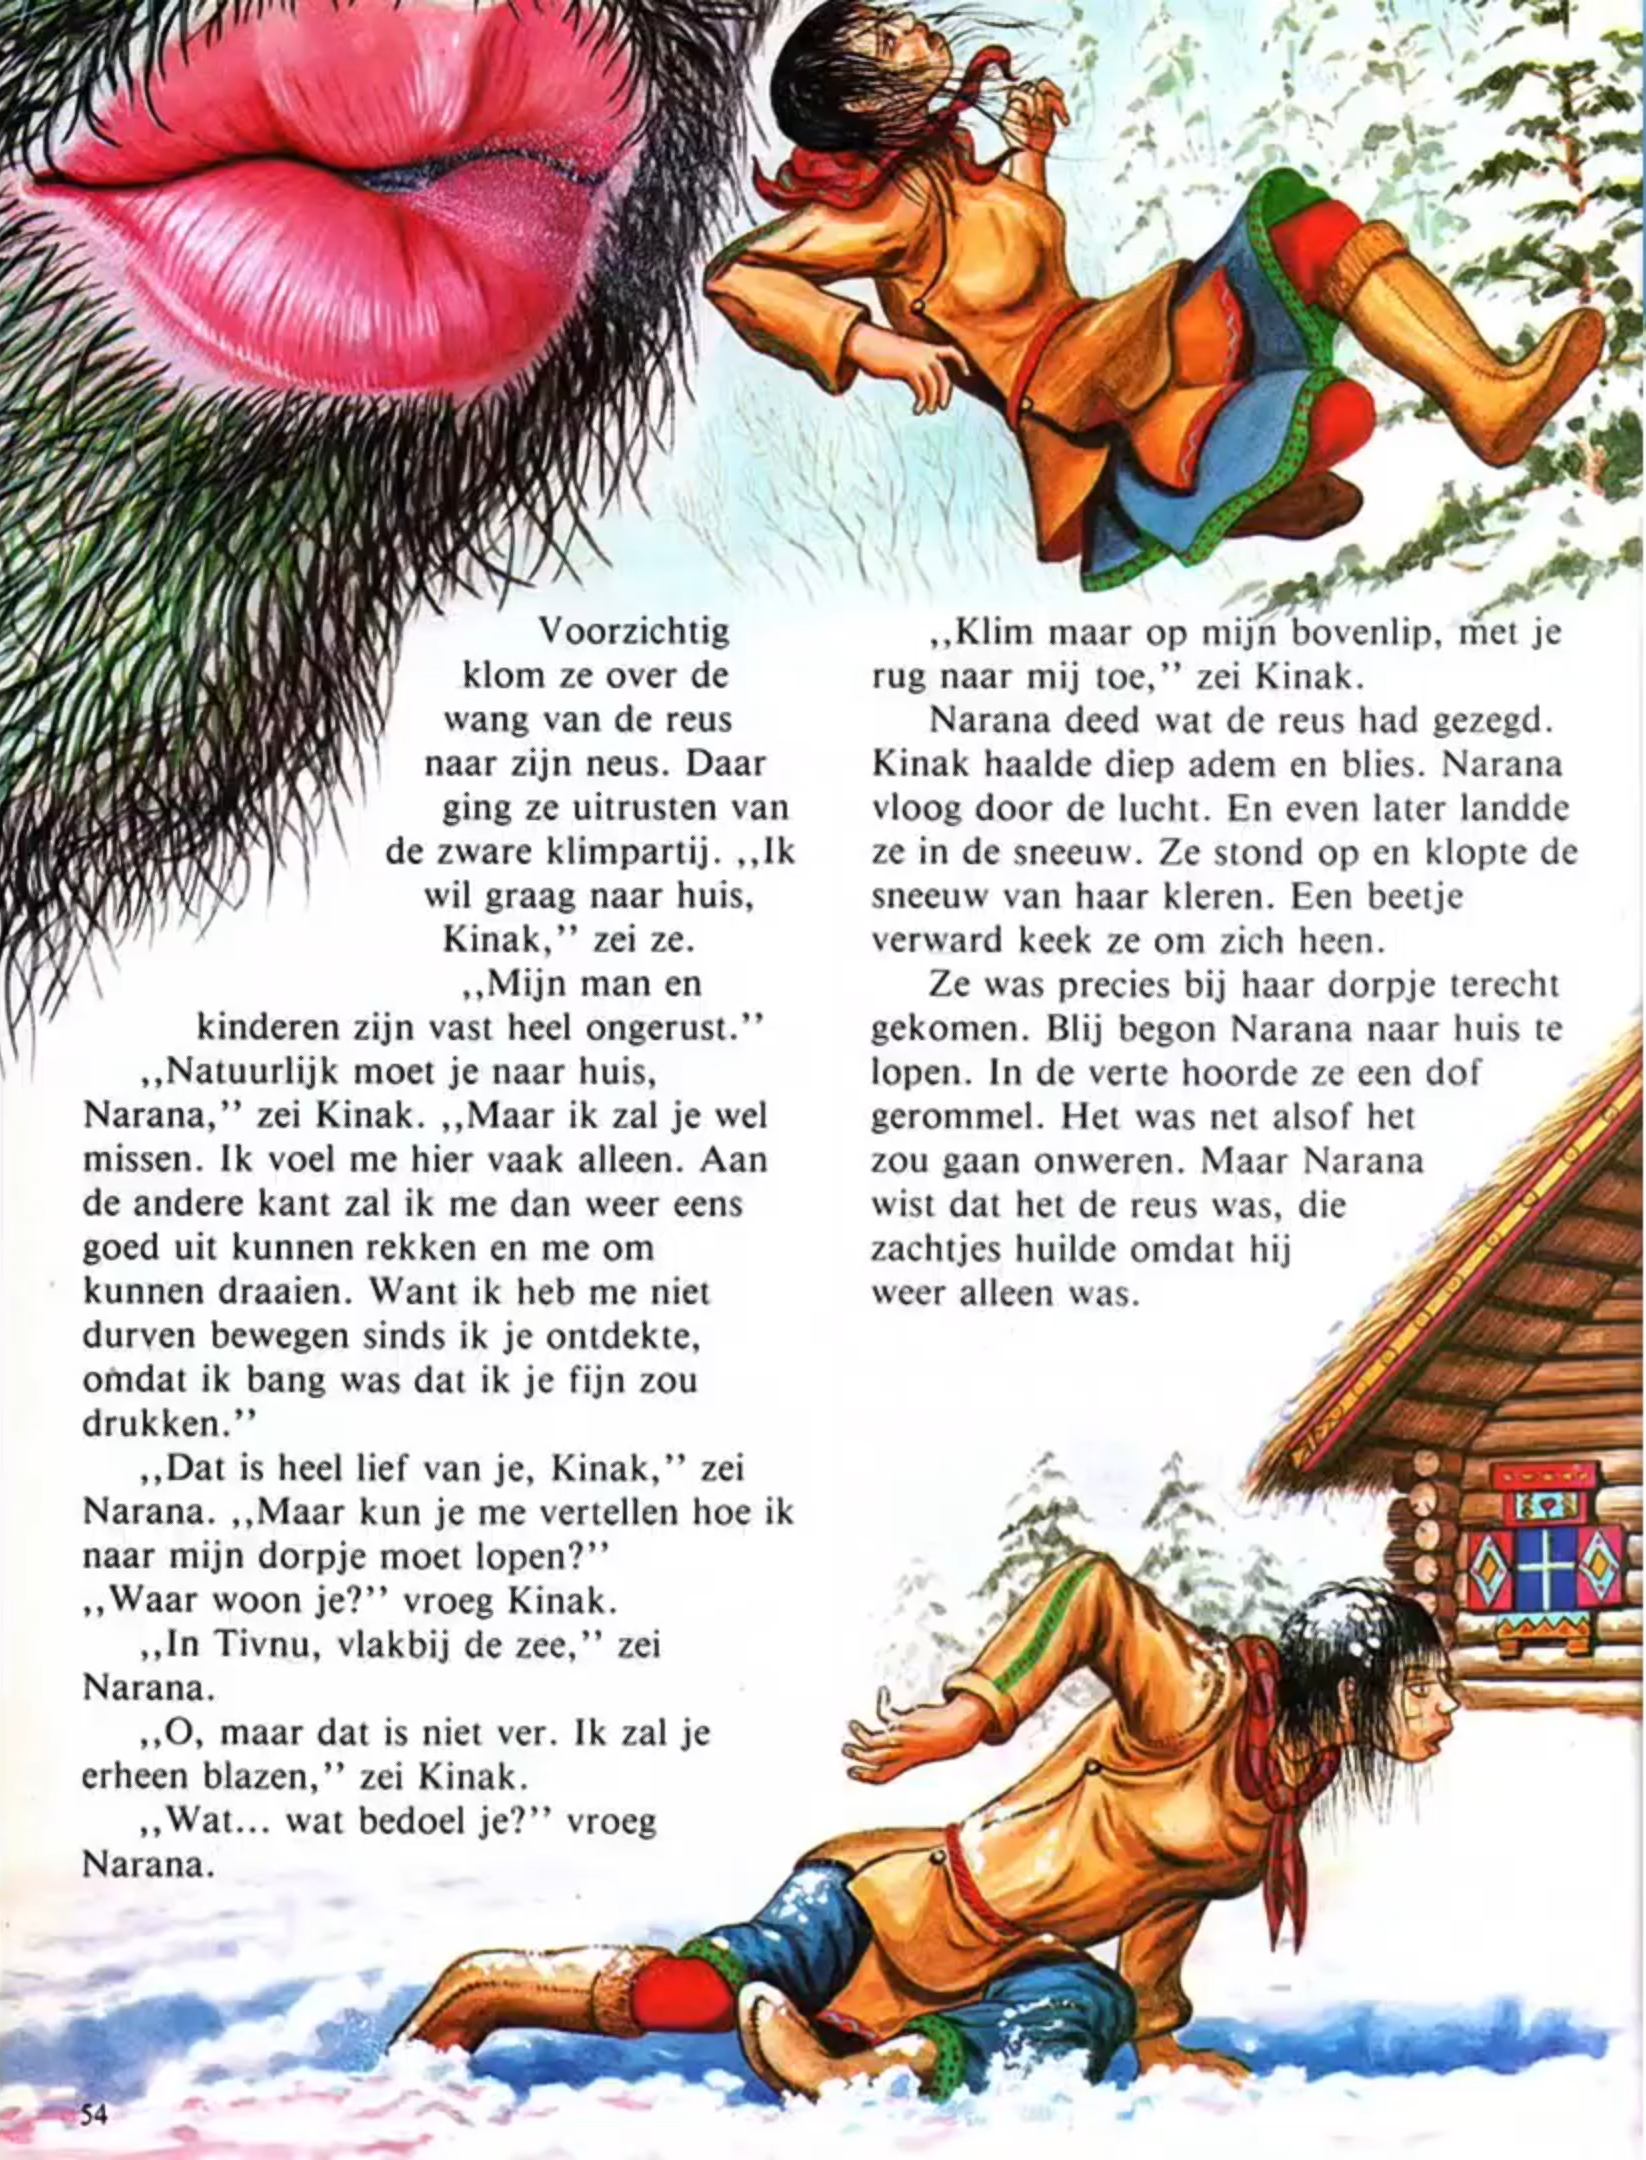 Voorzichtig
klom ze over de
wang van de reus
naar zijn neus. Daar
ging ze uitrusten van
de zware klimpartij. ,,Ik
wil graag naar huis,
Kinak,’’ zei ze.
,,Mijn man en
kinderen zijn vast heel ongerust.’’
,,Natuurlijk moet je naar huis,
Narana,’’ zei Kinak. ,,Maar ik zal je wel
missen. Ik voel me hier vaak alleen. Aan
de andere kant zal ik me dan weer eens
goed uit kunnen rekken en me om
kunnen draaien. Want ik heb me niet
durven bewegen sinds ik je ontdekte,
omdat ik bang was dat ik je fijn zou
drukken.’’
,,Dat is heel lief van je, Kinak,’’ zei
Narana. ,,Maar kun je me vertellen hoe ik
naar mijn dorpje moet lopen?’’
,,Waar woon je?’’ vroeg Kinak.
,,In Tivnu, vlakbij de zee,’’ zei
Narana.
,,O, maar dat is niet ver. Ik zal je
erheen blazen,’’ zei Kinak.
,,Wat... wat bedoel je?’’ vroeg
Narana.
,,Klim maar op mijn bovenlip, met je
rug naar mij toe,’’ zei Kinak.
Narana deed wat de reus had gezegd.
Kinak haalde diep adem en blies. Narana
vloog door de lucht. En even later landde
ze in de sneeuw. Ze stond op en klopte de
sneeuw van haar kleren. Een beetje
verward keek ze om zich heen.
Ze was precies bij haar dorpje terecht
gekomen. Blij begon Narana naar huis te
lopen. In de verte hoorde ze een dof
gerommel. Het was net alsof het
zou gaan onweren. Maar Narana
wist dat het de reus was, die
zachtjes huilde omdat hij
weer alleen was.
54